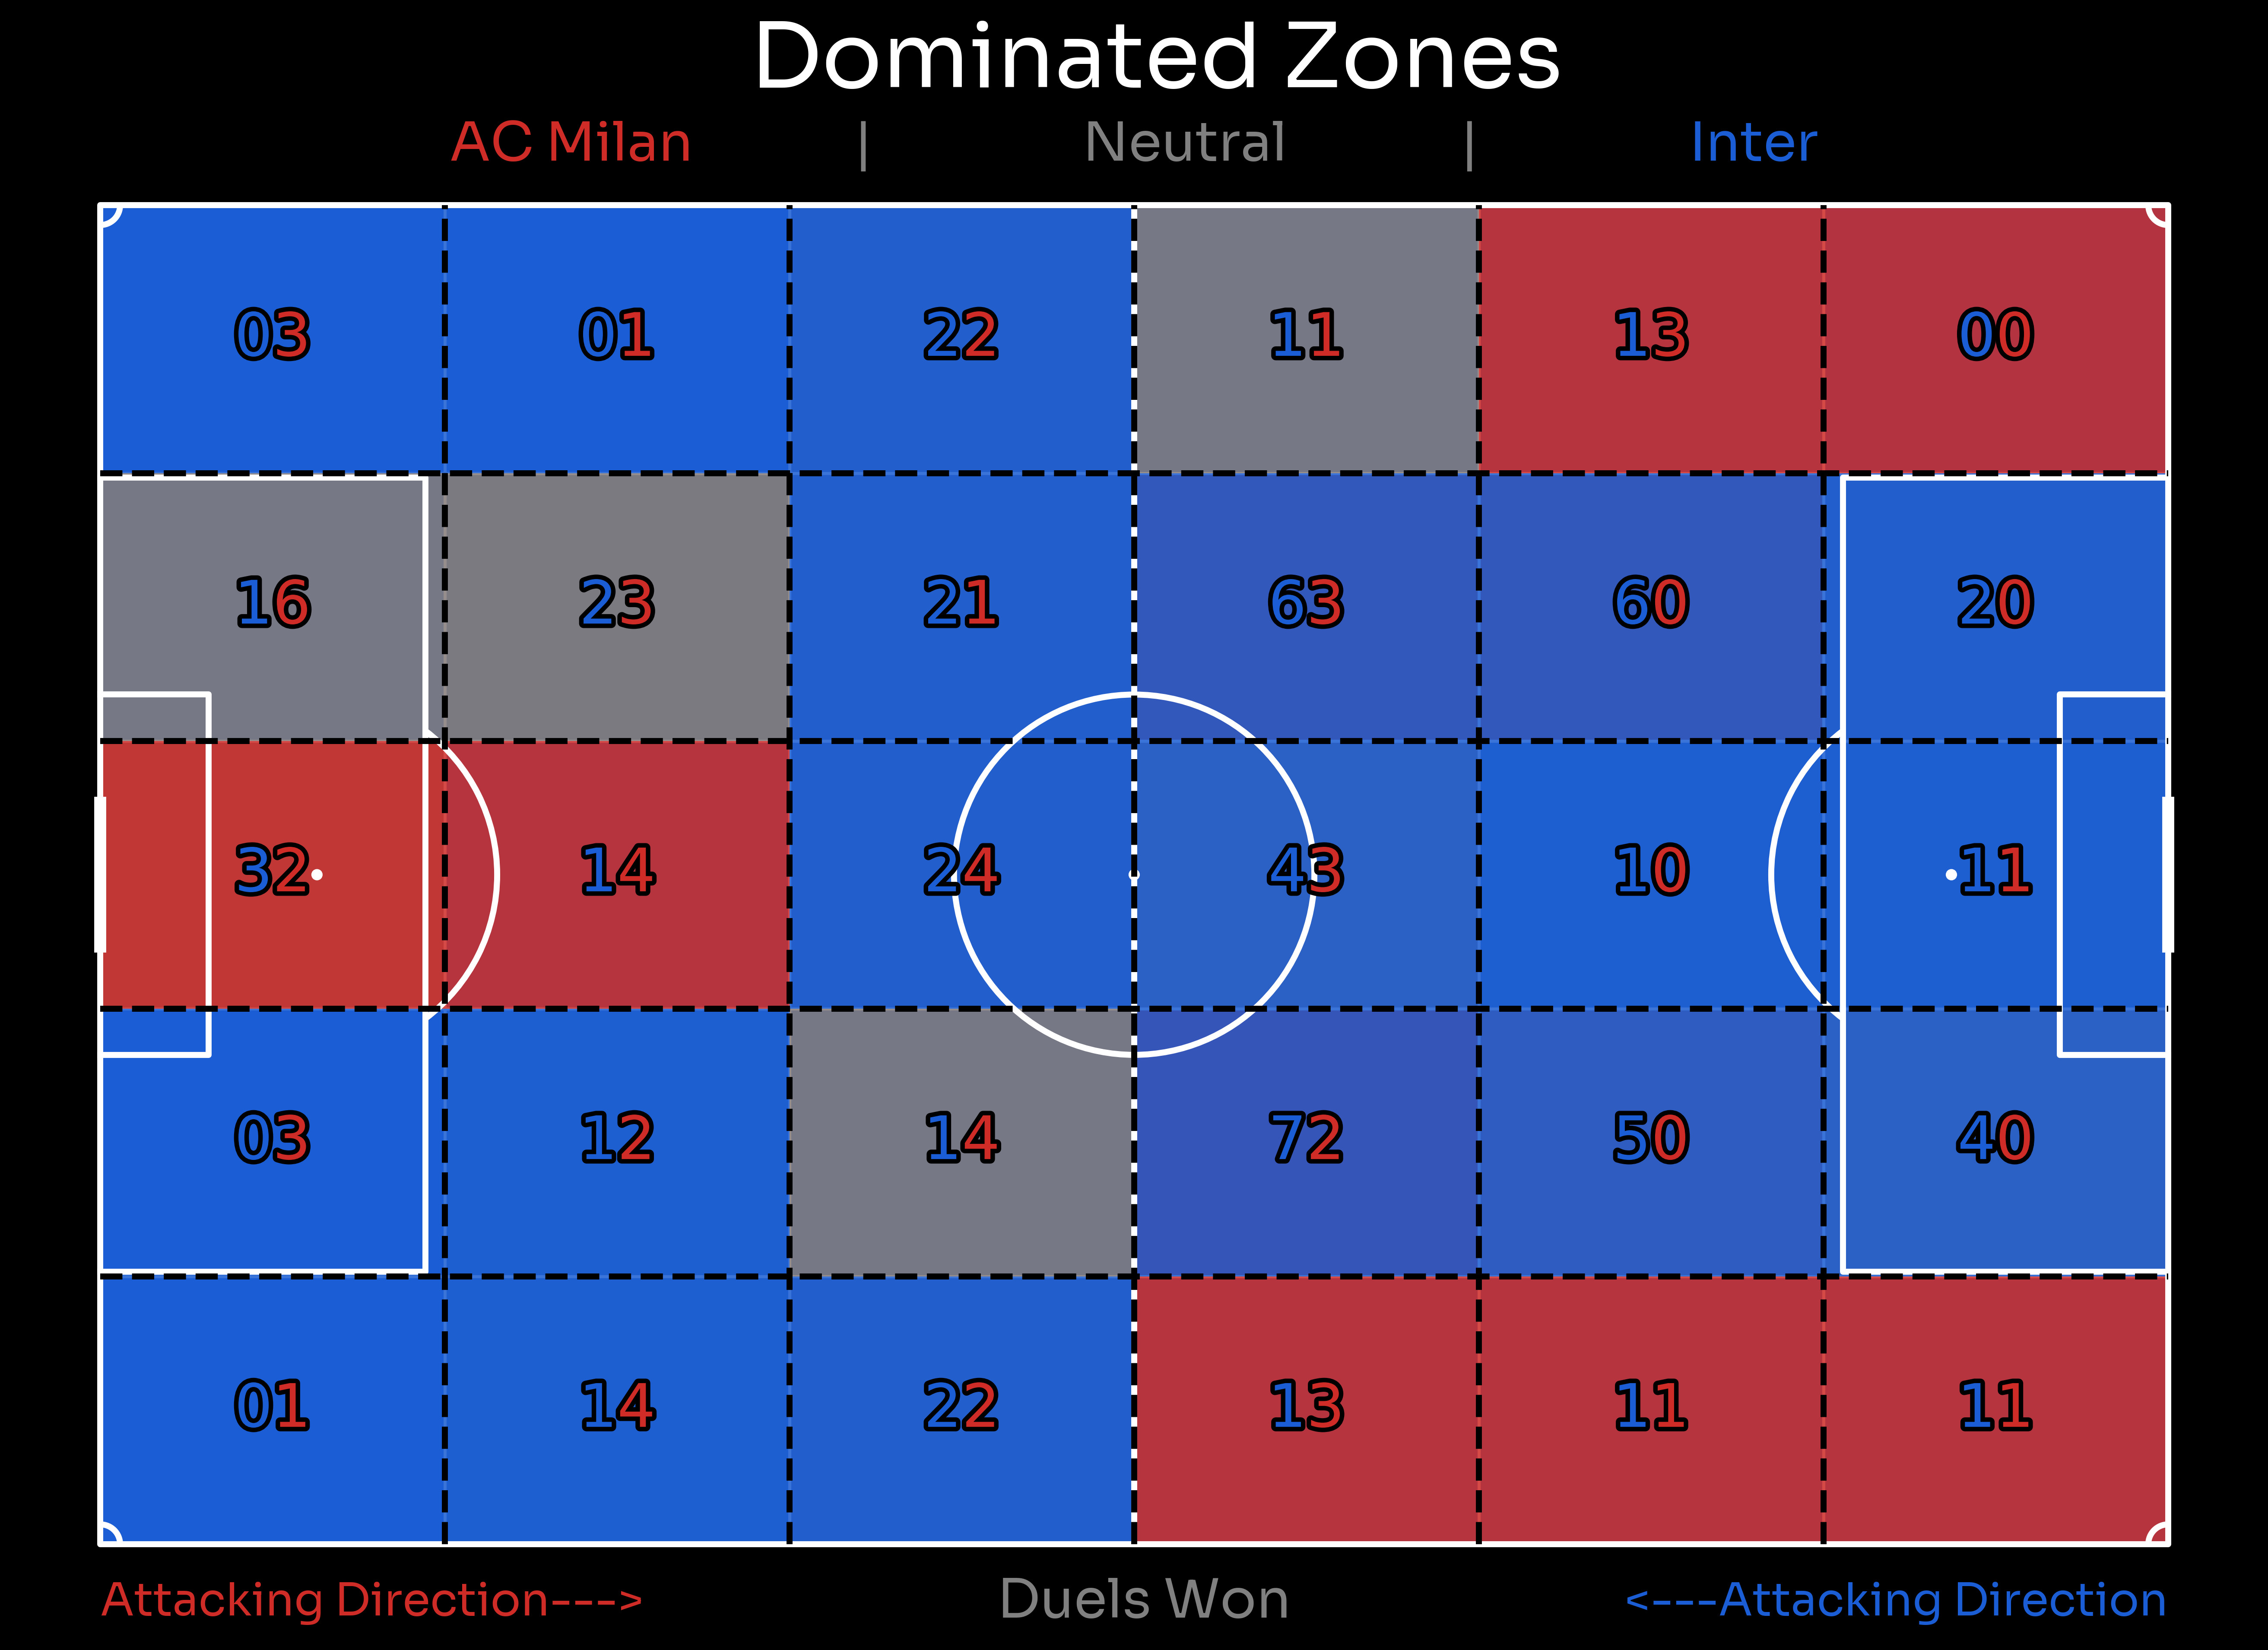 Dominated Zones
AC Milan | Neutral | Inter
03 01 22 11 13 00
16 23 21 63 60 20
32 14 24 43 10 11
03 12 14 72 50 40
01 14 22 13 11 11
Attacking Direction---> Duels Won <---Attacking Direction